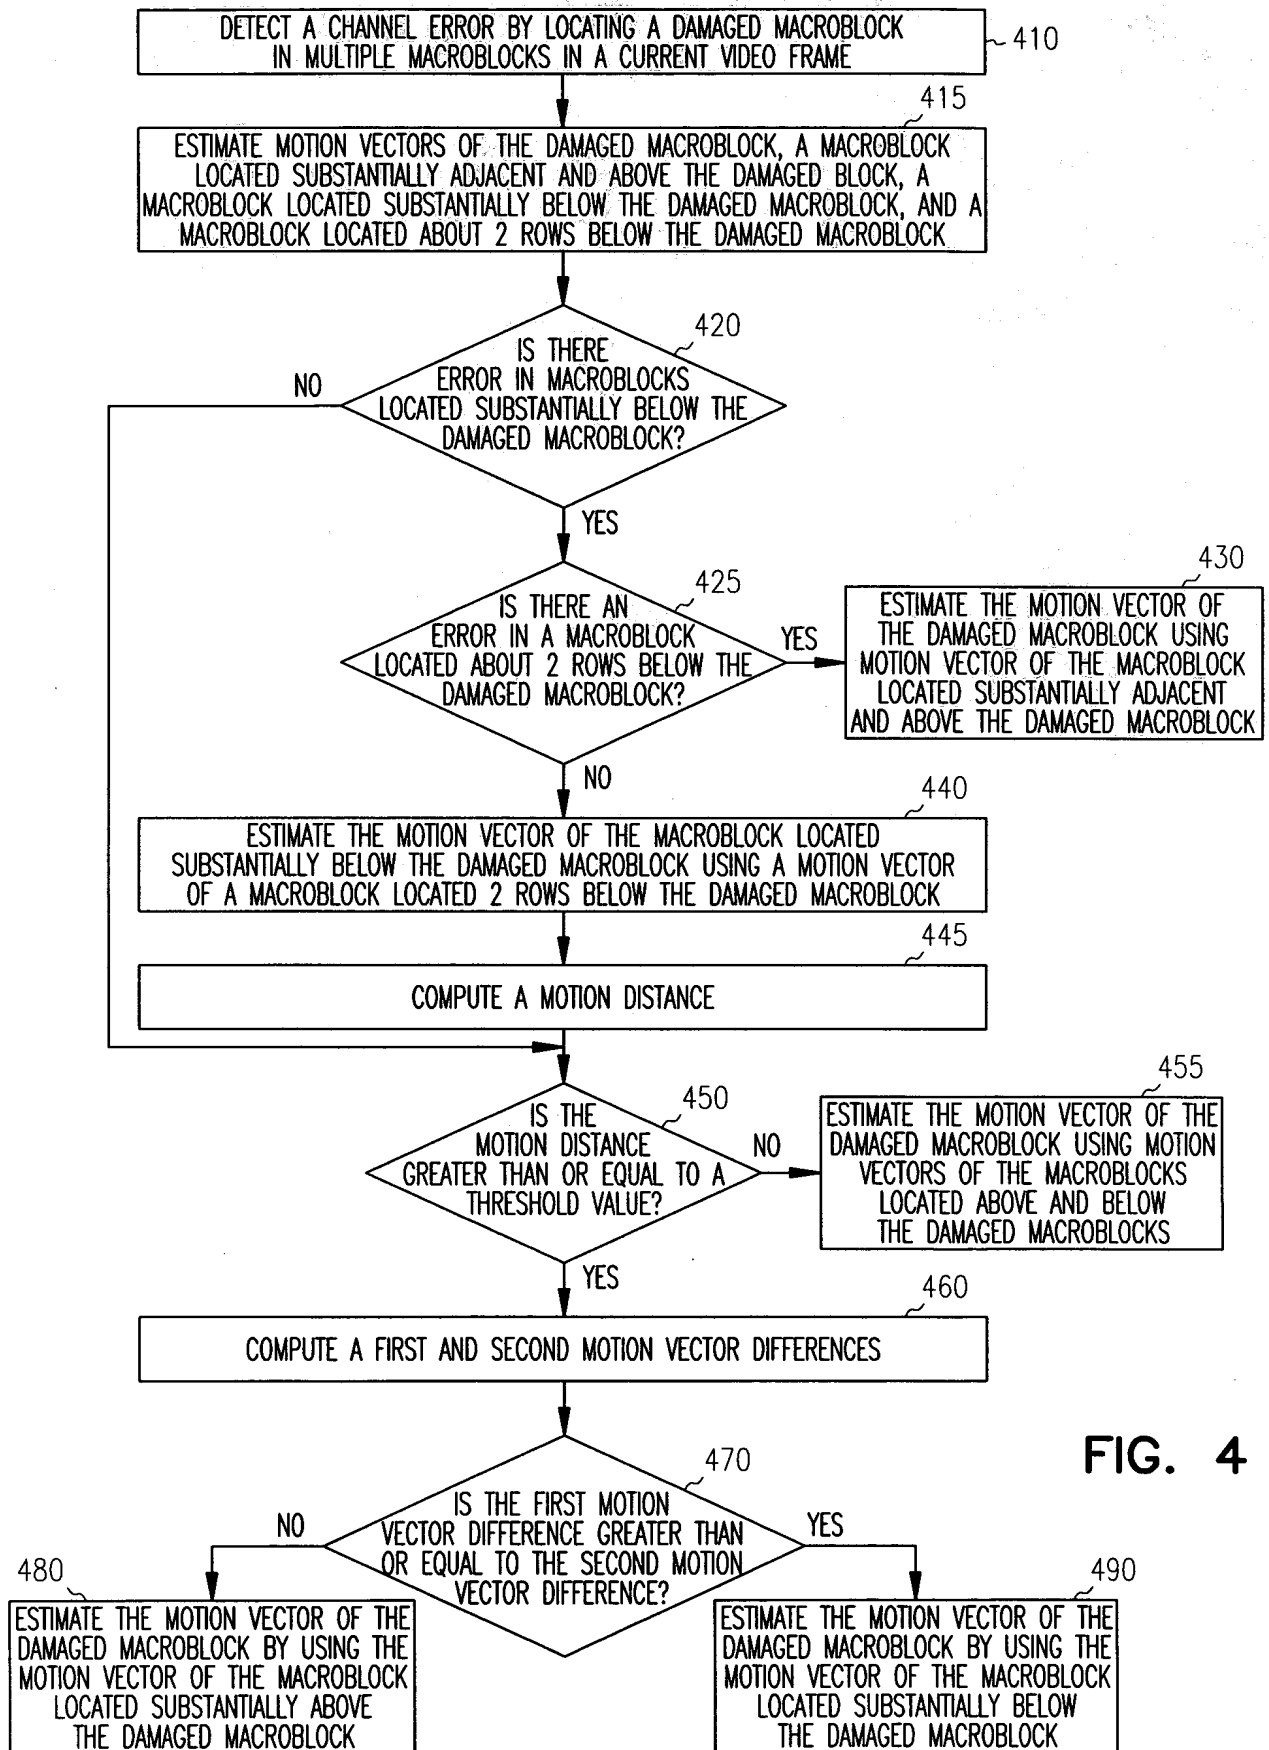 DETECT A CHANNEL ERROR BY LOCATING A DAMAGED MACROBLOCK
IN MULTIPLE MACROBLOCKS IN A CURRENT VIDEO FRAME
410
415
ESTIMATE MOTION VECTORS OF THE DAMAGED MACROBLOCK, A MACROBLOCK
LOCATED SUBSTANTIALLY ADJACENT AND ABOVE THE DAMAGED BLOCK, A
MACROBLOCK LOCATED SUBSTANTIALLY BELOW THE DAMAGED MACROBLOCK, AND A
MACROBLOCK LOCATED ABOUT 2 ROWS BELOW THE DAMAGED MACROBLOCK
420
IS THERE
ERROR IN MACROBLOCKS
LOCATED SUBSTANTIALLY BELOW THE
DAMAGED MACROBLOCK?
NO
YES
425
IS THERE AN
ERROR IN A MACROBLOCK
LOCATED ABOUT 2 ROWS BELOW THE
DAMAGED MACROBLOCK?
YES
430
ESTIMATE THE MOTION VECTOR OF
THE DAMAGED MACROBLOCK USING
MOTION VECTOR OF THE MACROBLOCK
LOCATED SUBSTANTIALLY ADJACENT
AND ABOVE THE DAMAGED MACROBLOCK
NO
440
ESTIMATE THE MOTION VECTOR OF THE MACROBLOCK LOCATED
SUBSTANTIALLY BELOW THE DAMAGED MACROBLOCK USING A MOTION VECTOR
OF A MACROBLOCK LOCATED 2 ROWS BELOW THE DAMAGED MACROBLOCK
445
COMPUTE A MOTION DISTANCE
450
IS THE
MOTION DISTANCE
GREATER THAN OR EQUAL TO A
THRESHOLD VALUE?
NO
455
ESTIMATE THE MOTION VECTOR OF THE
DAMAGED MACROBLOCK USING MOTION
VECTORS OF THE MACROBLOCKS
LOCATED ABOVE AND BELOW
THE DAMAGED MACROBLOCKS
YES
460
COMPUTE A FIRST AND SECOND MOTION VECTOR DIFFERENCES
FIG. 4
470
IS THE FIRST MOTION
VECTOR DIFFERENCE GREATER THAN
OR EQUAL TO THE SECOND MOTION
VECTOR DIFFERENCE?
NO
YES
480
ESTIMATE THE MOTION VECTOR OF THE
DAMAGED MACROBLOCK BY USING THE
MOTION VECTOR OF THE MACROBLOCK
LOCATED SUBSTANTIALLY ABOVE
THE DAMAGED MACROBLOCK
490
ESTIMATE THE MOTION VECTOR OF THE
DAMAGED MACROBLOCK BY USING THE
MOTION VECTOR OF THE MACROBLOCK
LOCATED SUBSTANTIALLY BELOW
THE DAMAGED MACROBLOCK